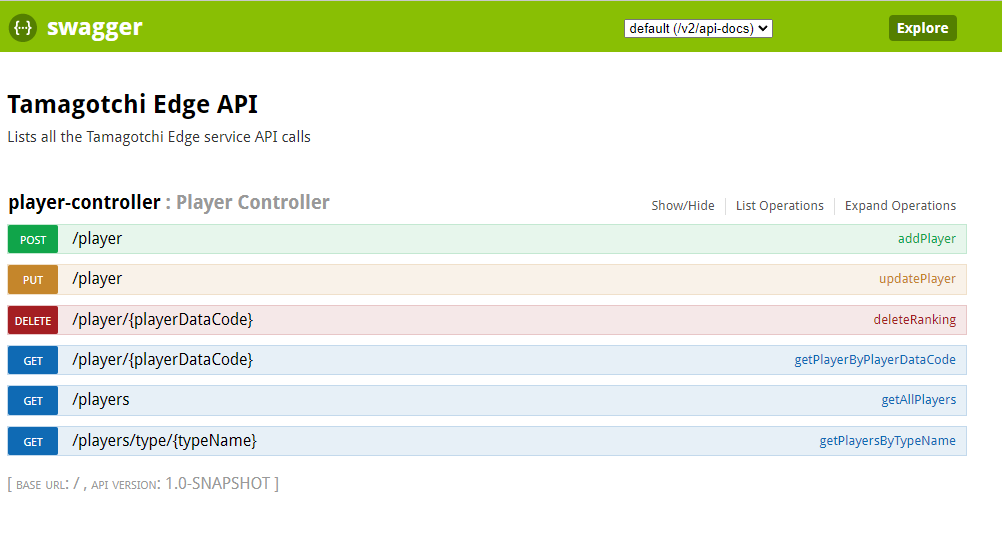 {··} swagger default (/v2/api-docs) Explore
Tamagotchi Edge API
Lists all the Tamagotchi Edge service API calls
player-controller : Player Controller Show/Hide List Operations Expand Operations
POST /player addPlayer
PUT /player updatePlayer
DELETE /player/{playerDataCode} deleteRanking
GET /player/{playerDataCode} getPlayerByPlayerDataCode
GET /players getAllPlayers
GET /players/type/{typeName} getPlayersByTypeName
[ BASE URL: / , API VERSION: 1.0-SNAPSHOT ]